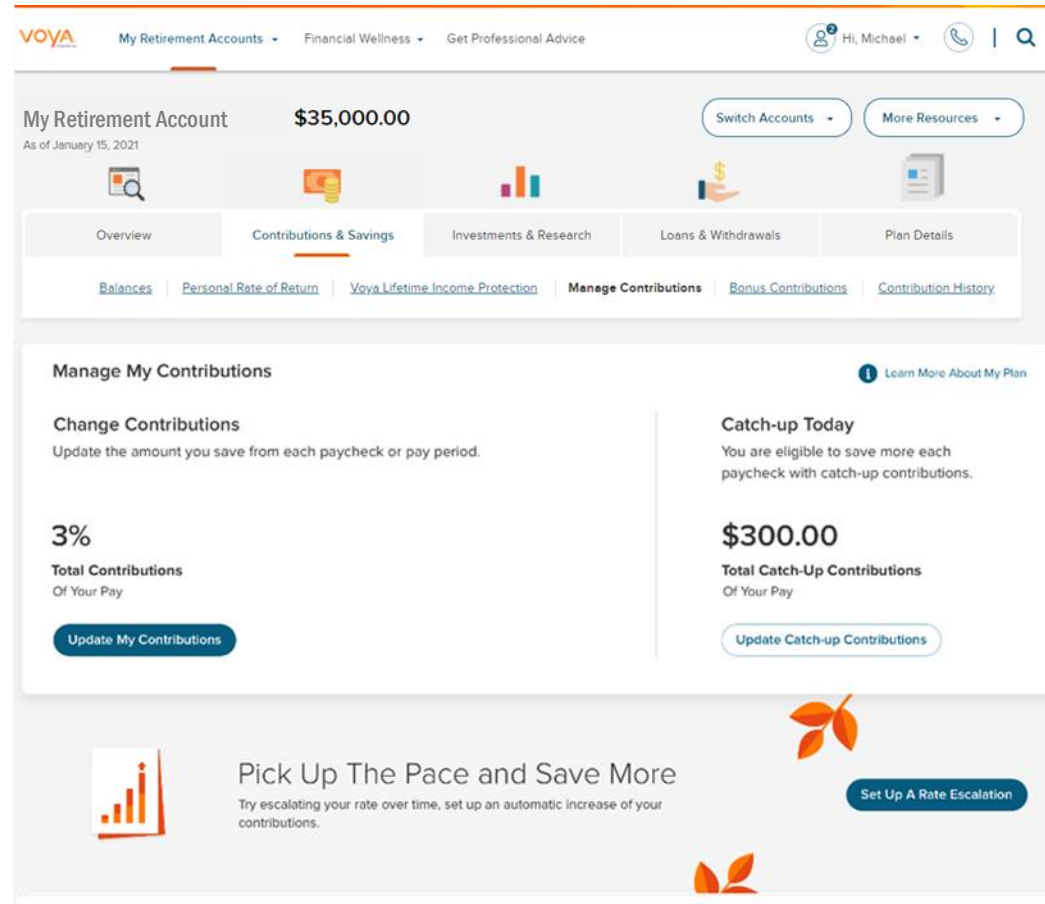 VOYA
FINANCIAL
My Retirement Accounts
Financial Wellness
Get Professional Advice
2
Hi, Michael
My Retirement Account
$35,000.00
Switch Accounts
More Resources
As of January 15, 2021
$
Overview
Contributions & Savings
Investments & Research
Loans & Withdrawals
Plan Details
Balances
Personal Rate of Return
Voya Lifetime Income Protection
Manage Contributions
Bonus Contributions
Contribution History
Manage My Contributions
i Learn More About My Plan
Change Contributions
Update the amount you save from each paycheck or pay period.
3%
Total Contributions
Of Your Pay
Update My Contributions
Catch-up Today
You are eligible to save more each
paycheck with catch-up contributions.
$300.00
Total Catch-Up Contributions
Of Your Pay
Update Catch-up Contributions
Pick Up The Pace and Save More
Try escalating your rate over time, set up an automatic increase of your
contributions.
Set Up A Rate Escalation